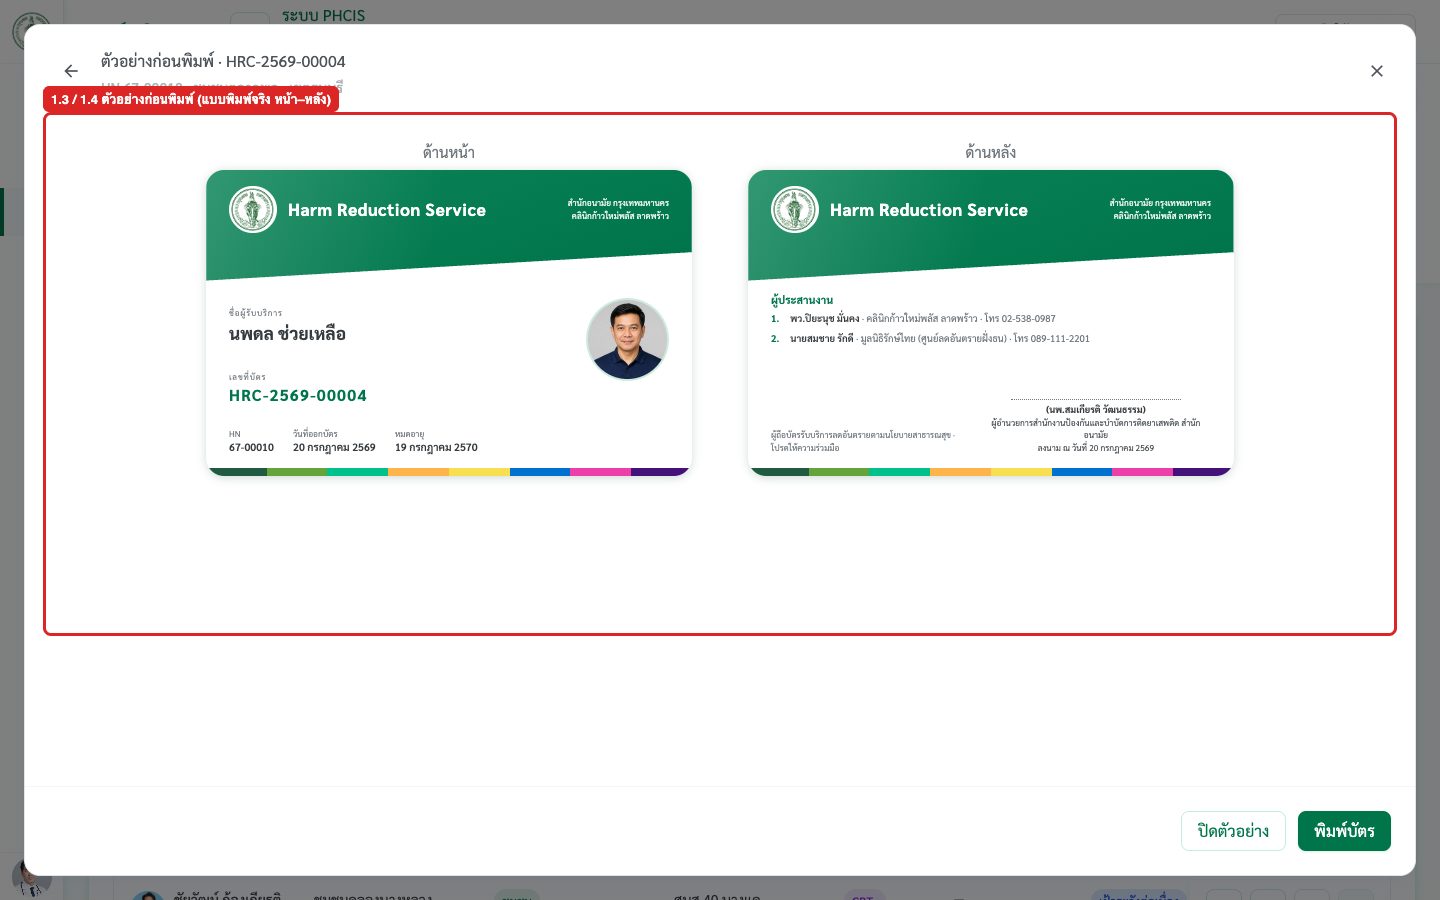 ระบบ PHCIS
ตัวอย่างก่อนพิมพ์ · HRC-2569-00004
1.3 / 1.4 ตัวอย่างก่อนพิมพ์ (แบบพิมพ์จริง หน้า–หลัง)
ด้านหน้า
Harm Reduction Service
สำนักอนามัย กรุงเทพมหานคร
คลินิกก้าวใหม่พลัส ลาดพร้าว
ชื่อผู้รับบริการ
นพดล ช่วยเหลือ
เลขที่บัตร
HRC-2569-00004
HN วันที่ออกบัตร หมดอายุ
67-00010 20 กรกฎาคม 2569 19 กรกฎาคม 2570
ด้านหลัง
Harm Reduction Service
สำนักอนามัย กรุงเทพมหานคร
คลินิกก้าวใหม่พลัส ลาดพร้าว
ผู้ประสานงาน
1. พว.ปิยะนุช มั่นคง · คลินิกก้าวใหม่พลัส ลาดพร้าว · โทร 02-538-0987
2. นายสมชาย รักดี · มูลนิธิรักษ์ไทย (ศูนย์ลดอันตรายฝั่งธน) · โทร 089-111-2201
ผู้ถือบัตรรับบริการลดอันตรายตามนโยบายสาธารณสุข ·
โปรดให้ความร่วมมือ
(นพ.สมเกียรติ วัฒนธรรม)
ผู้อำนวยการสำนักงานป้องกันและบำบัดการติดยาเสพติด สำนัก
อนามัย
ลงนาม ณ วันที่ 20 กรกฎาคม 2569
ปิดตัวอย่าง
พิมพ์บัตร